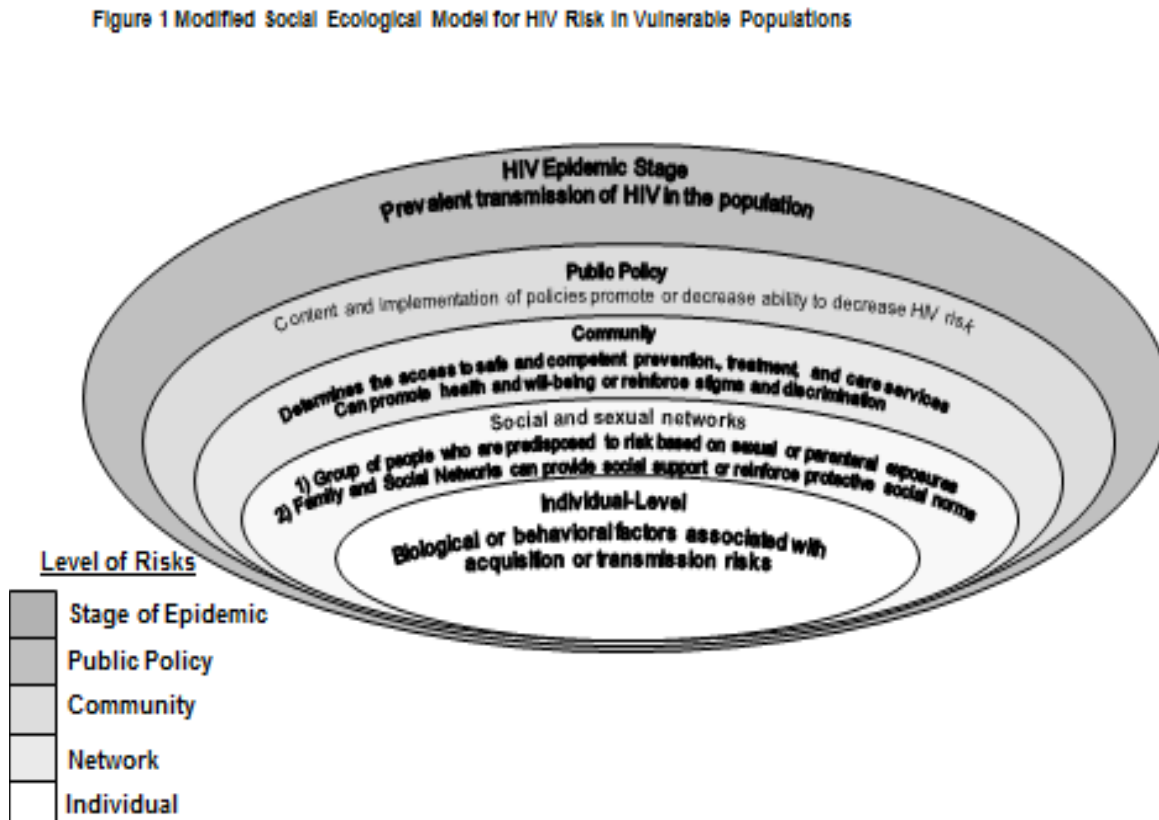 Figure 1 Modified Social Ecological Model for HIV Risk in Vulnerable Populations
HIV Epidemic Stage
Prevalent transmission of HIV in the population
Public Policy
Content and Implementation of policies promote or decrease ability to decrease HIV risk
Community
Determines the access to safe and competent prevention, treatment, and care services
Can promote health and will-being or reinforce stigma and discrimination
Social and sexual networks
1) Group of people who are predisposed to risk based on sexual or parenteral exposures
2) Family and Social Networks can provide social support or reinforce protective social norms
Individual-Level
Biological or behavioral factors associated with
acquisition or transmission risks
Level of Risks
Stage of Epidemic
Public Policy
Community
Network
Individual